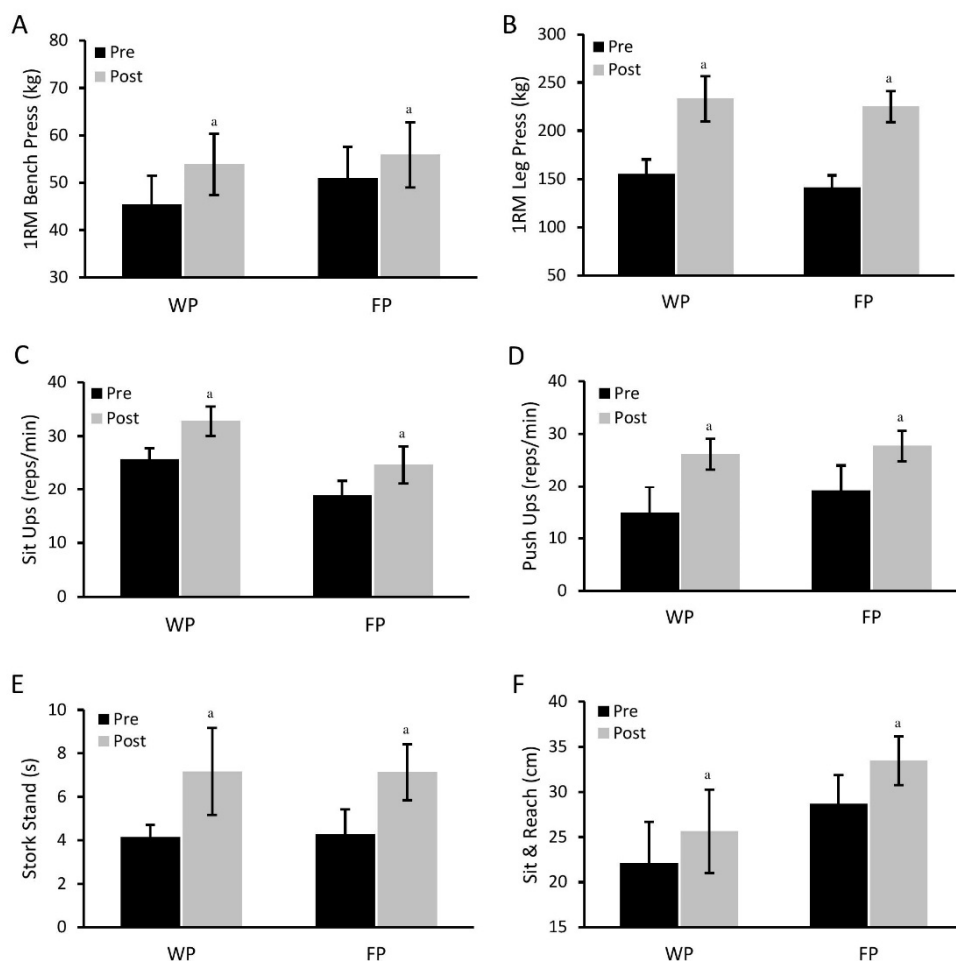 A
80
70
60
50
40
30
1RM Bench Press (kg)
Pre
Post
a
a
WP
FP
B
300
250
200
150
100
50
1RM Leg Press (kg)
Pre
Post
a
a
WP
FP
C
40
30
20
10
0
Sit Ups (reps/min)
Pre
Post
a
a
WP
FP
D
40
30
20
10
0
Push Ups (reps/min)
Pre
Post
a
a
WP
FP
E
10
8
6
4
2
0
Stork Stand (s)
Pre
Post
a
a
WP
FP
F
40
35
30
25
20
15
Sit & Reach (cm)
Pre
Post
a
a
WP
FP